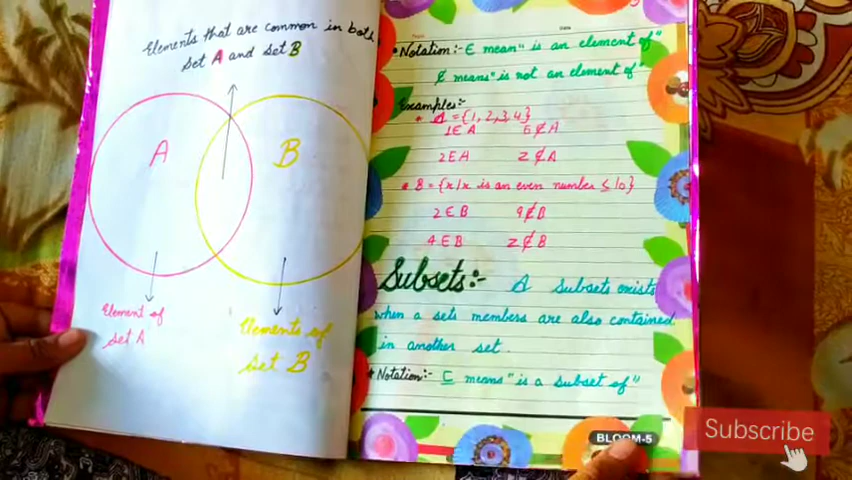 Elements that are common in both
Set A and set B
A
B
Element of
set A
Elements of
set B
Date
• Notation:- ∈ mean" is an element of"
∉ means" is not an element of"
Examples:-
• A = {1, 2, 3, 4}
1 ∈ A 6 ∉ A
2 ∈ A z ∉ A
• B = {x/x is an even number ≤ 10}
2 ∈ B 9 ∉ B
4 ∈ B z ∉ B
Subsets:- A subsets exists
when a sets members are also contained
in another set.
• Notation:- ⊆ means "is a subset of"
BLOOM-5
Subscribe